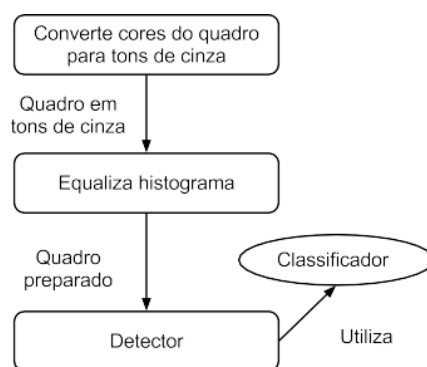 Converte cores do quadro
para tons de cinza
Quadro em
tons de cinza
Equaliza histograma
Quadro
preparado
Classificador
Detector
Utiliza